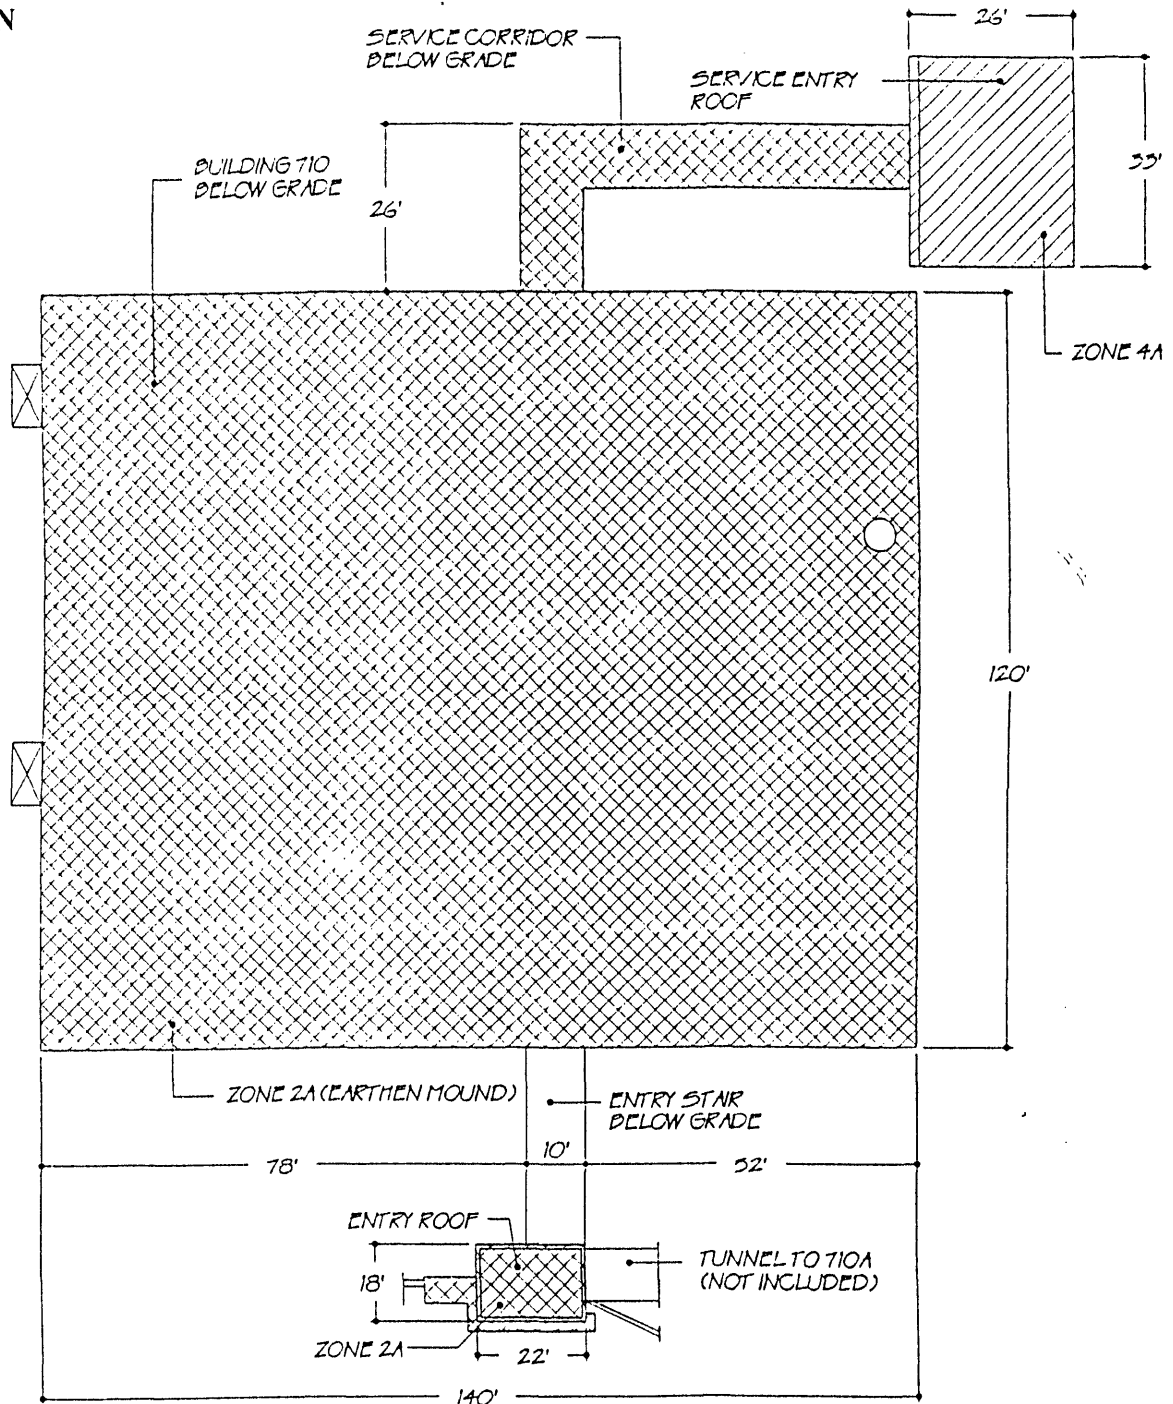 N
26'
SERVICE CORRIDOR
BELOW GRADE
SERVICE ENTRY
ROOF
33'
BUILDING 710
BELOW GRADE
26'
ZONE 4A
120'
ZONE 2A (EARTHEN MOUND)
ENTRY STAIR
BELOW GRADE
78'
10'
52'
ENTRY ROOF
TUNNEL TO 710A
(NOT INCLUDED)
18'
ZONE 2A
22'
140'